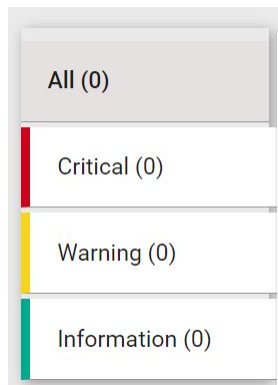 All (0)
Critical (0)
Warning (0)
Information (0)